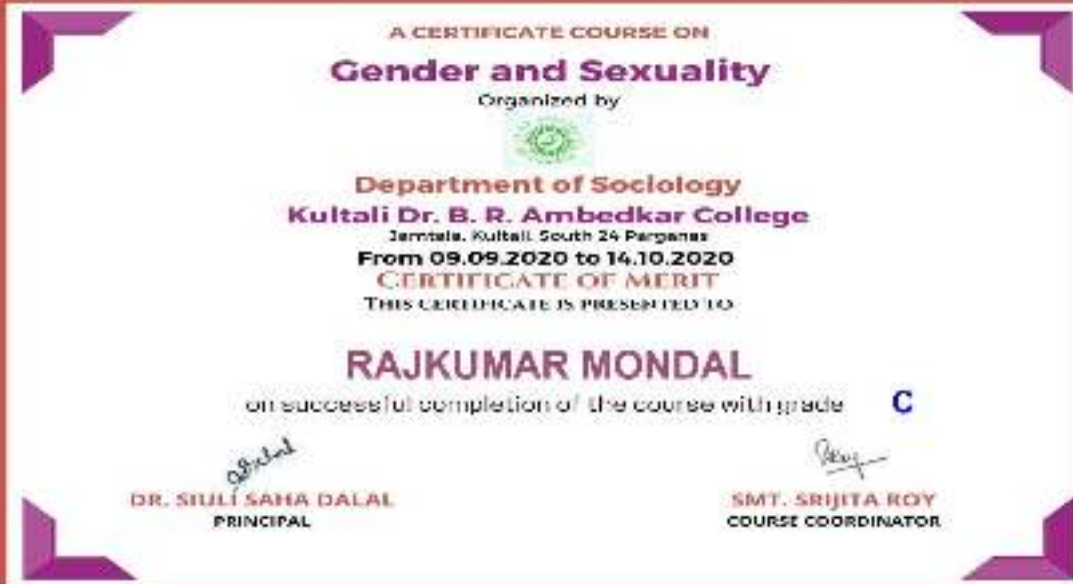 A CERTIFICATE COURSE ON
Gender and Sexuality
Organized by
Department of Sociology
Kultali Dr. B. R. Ambedkar College
Jamtala, Kultali, South 24 Parganas
From 09.09.2020 to 14.10.2020
CERTIFICATE OF MERIT
THIS CERTIFICATE IS PRESENTED TO
RAJKUMAR MONDAL
on successful completion of the course with grade C
DR. SIULI SAHA DALAL
PRINCIPAL
SMT. SRIJITA ROY
COURSE COORDINATOR